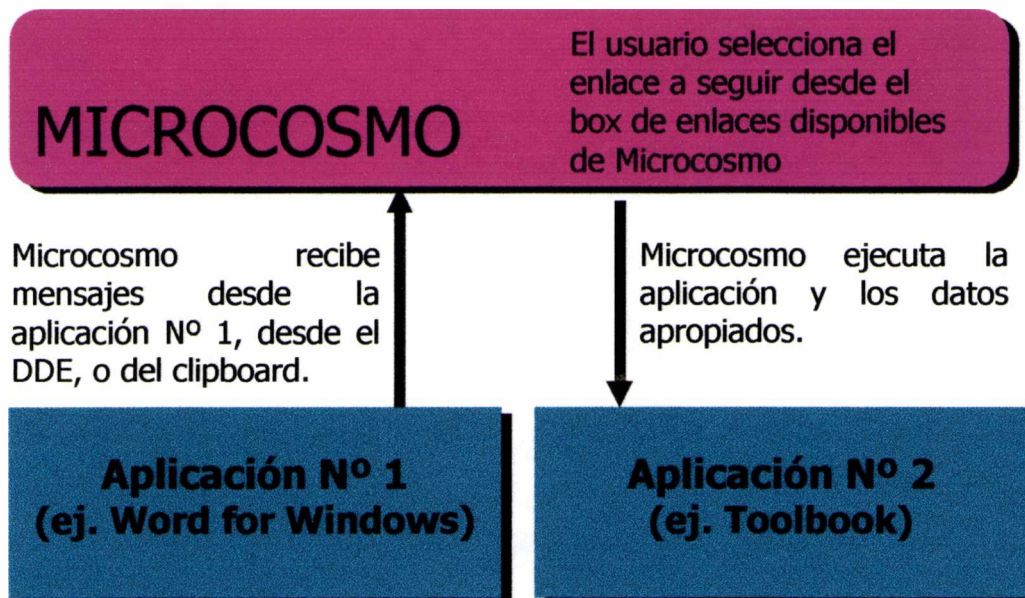 MICROCOSMO
El usuario selecciona el
enlace a seguir desde el
box de enlaces disponibles
de Microcosmo
Microcosmo recibe
mensajes desde la
aplicación Nº 1, desde el
DDE, o del clipboard.
Microcosmo ejecuta la
aplicación y los datos
apropiados.
Aplicación Nº 1
(ej. Word for Windows)
Aplicación Nº 2
(ej. Toolbook)